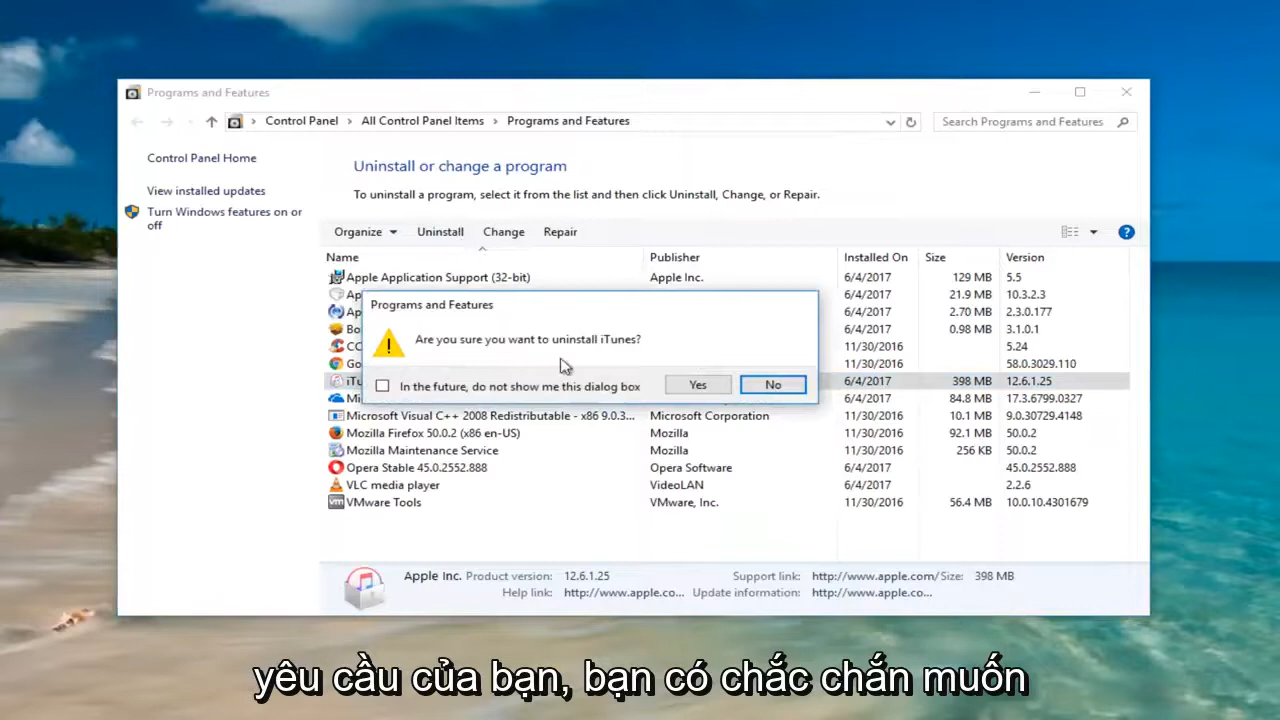 Programs and Features
Control Panel > All Control Panel Items > Programs and Features
Search Programs and Features
Control Panel Home
View installed updates
Turn Windows features on or
off
Uninstall or change a program
To uninstall a program, select it from the list and then click Uninstall, Change, or Repair.
Organize Uninstall Change Repair
Name Publisher Installed On Size Version
Apple Application Support (32-bit) Apple Inc. 6/4/2017 129 MB 5.5
Ap 6/4/2017 21.9 MB 10.3.2.3
Ap 6/4/2017 2.70 MB 2.3.0.177
Bo 6/4/2017 0.98 MB 3.1.0.1
CC 11/30/2016 5.24
Go 11/30/2016 58.0.3029.110
iTu 6/4/2017 398 MB 12.6.1.25
Mi 6/4/2017 84.8 MB 17.3.6799.0327
Programs and Features
Are you sure you want to uninstall iTunes?
In the future, do not show me this dialog box
Yes No
Microsoft Visual C++ 2008 Redistributable - x86 9.0.3... Microsoft Corporation 11/30/2016 10.1 MB 9.0.30729.4148
Mozilla Firefox 50.0.2 (x86 en-US) Mozilla 11/30/2016 92.1 MB 50.0.2
Mozilla Maintenance Service Mozilla 11/30/2016 256 KB 50.0.2
Opera Stable 45.0.2552.888 Opera Software 6/4/2017 45.0.2552.888
VLC media player VideoLAN 6/4/2017 2.2.6
VMware Tools VMware, Inc. 11/30/2016 56.4 MB 10.0.10.4301679
Apple Inc. Product version: 12.6.1.25 Support link: http://www.apple.com/ Size: 398 MB
Help link: http://www.apple.co... Update information: http://www.apple.co...
yêu cầu của bạn, bạn có chắc chắn muốn